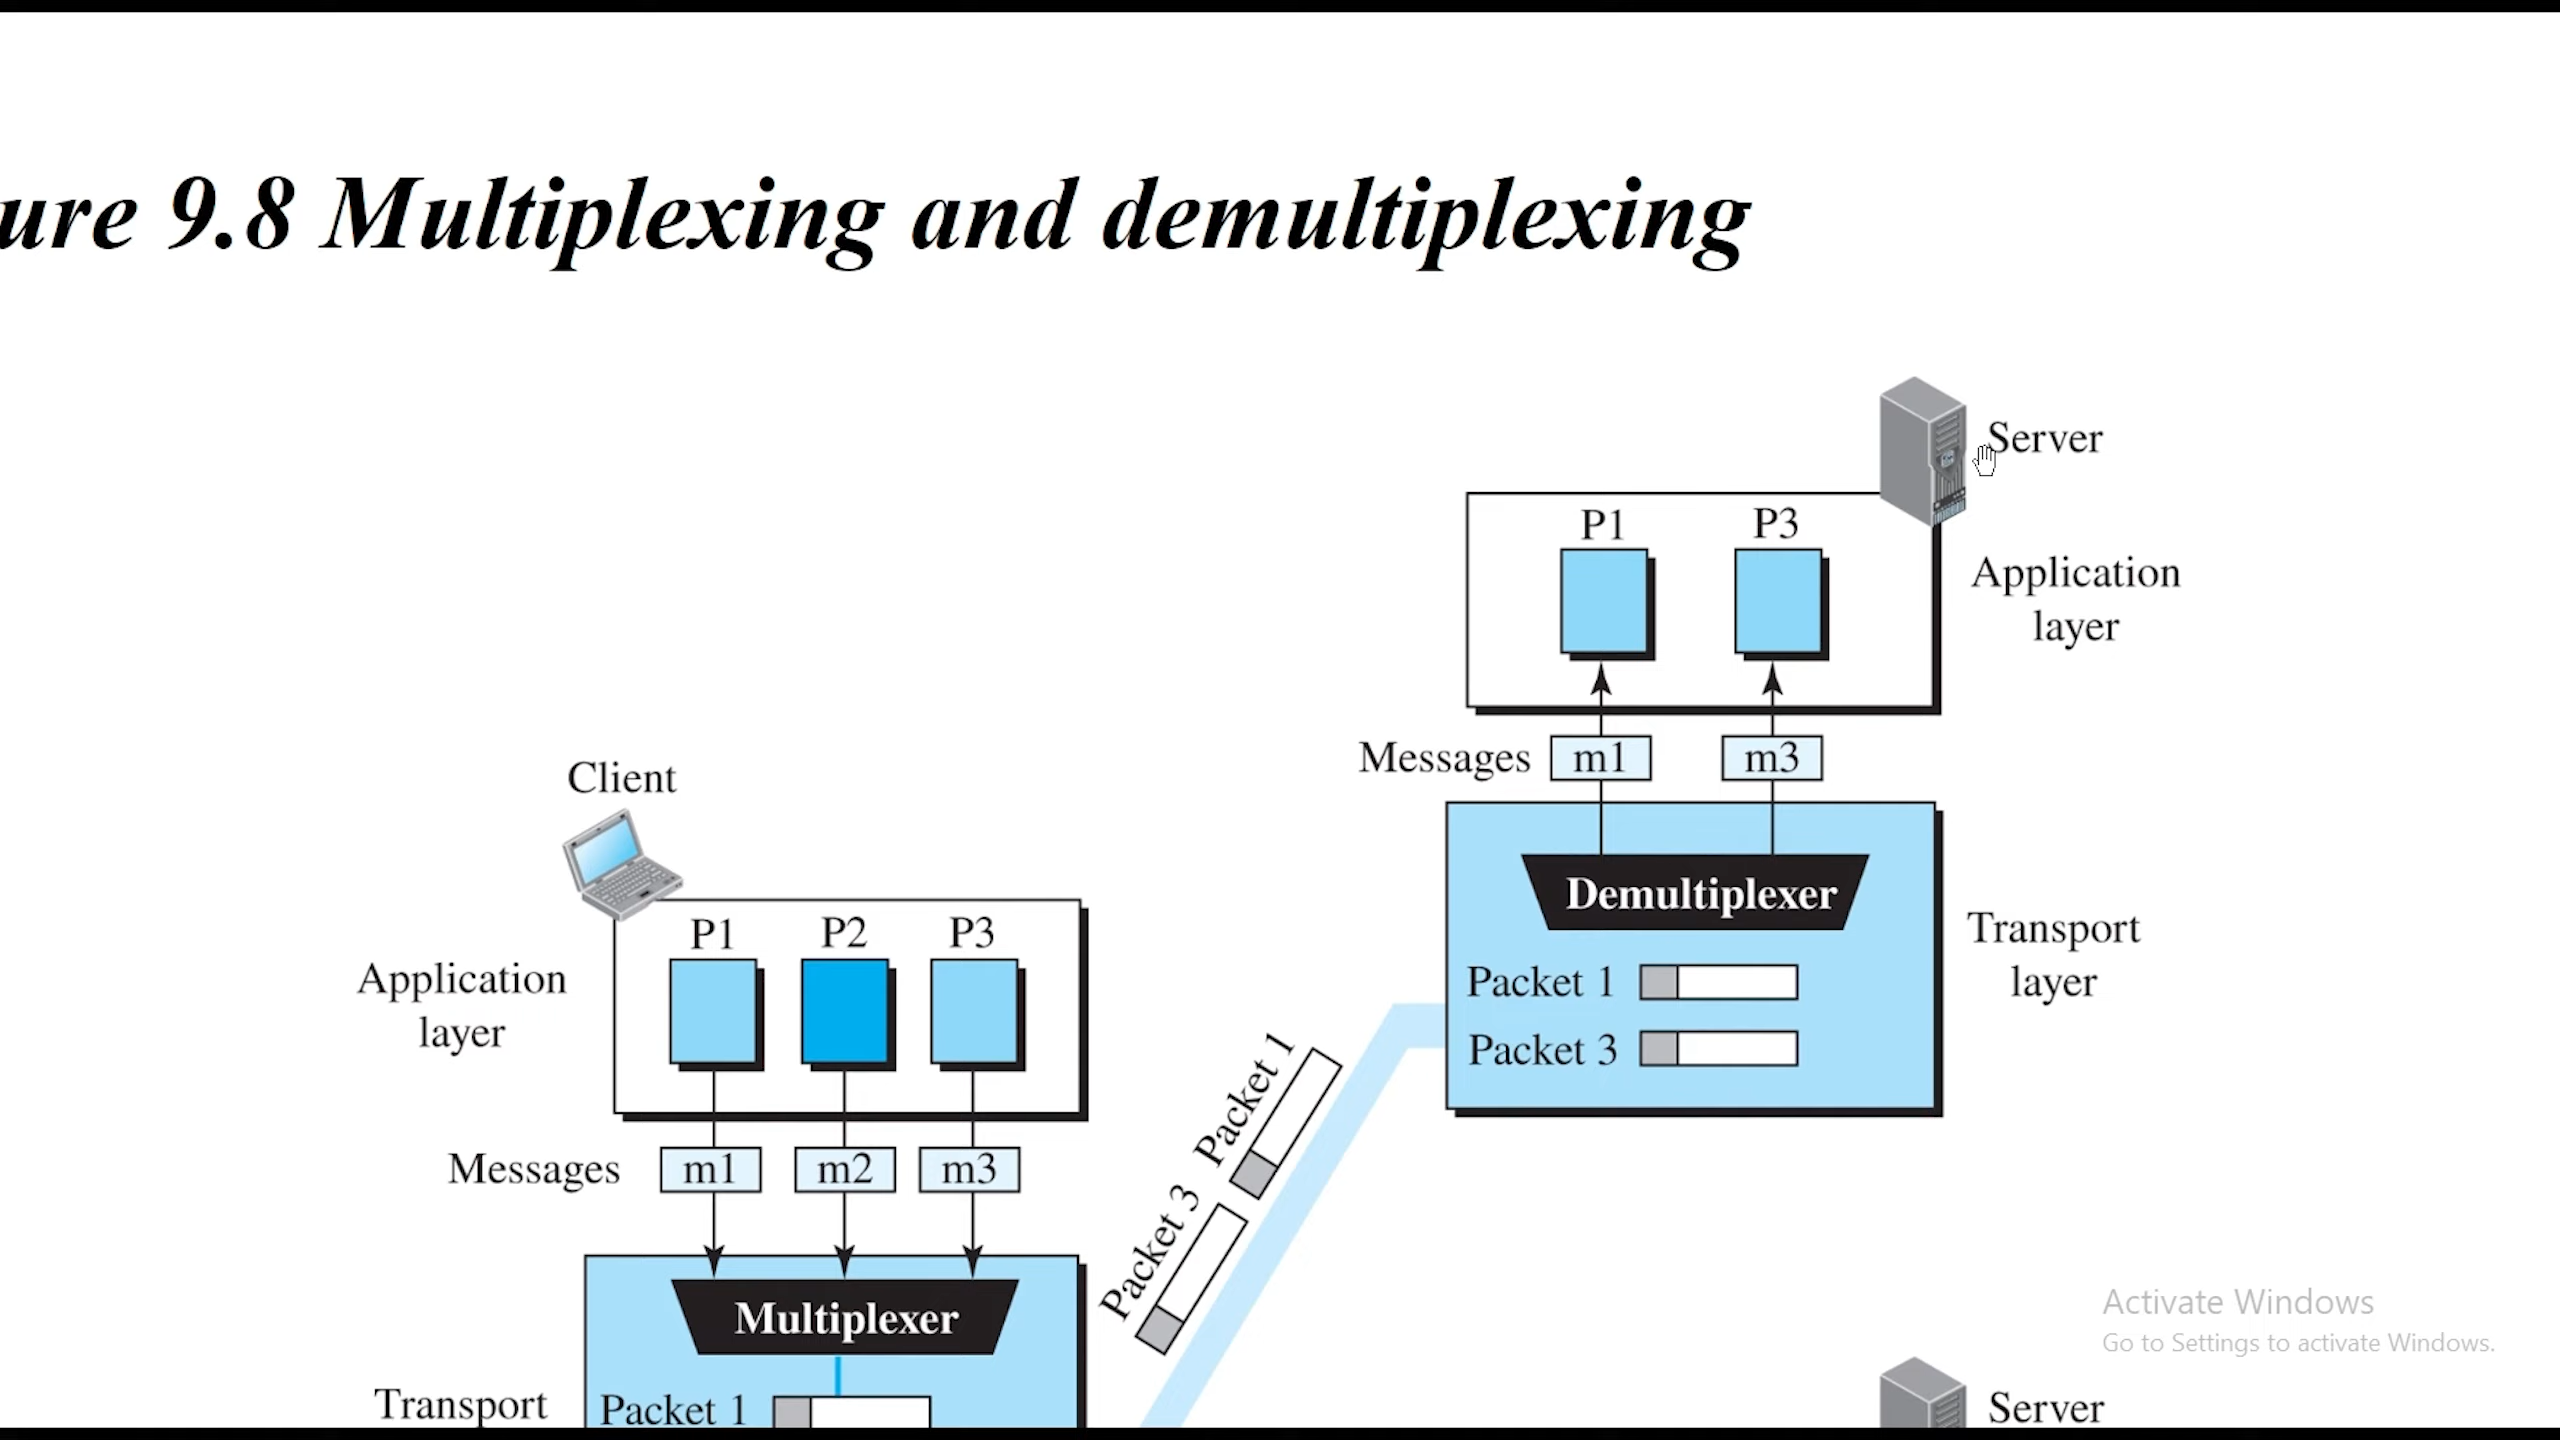 ure 9.8 Multiplexing and demultiplexing
Server
P1 P3
Application
layer
Messages m1 m3
Client
Demultiplexer
P1 P2 P3
Transport
layer
Application
layer
Packet 1
Packet 3
Packet 1
Packet 3
Messages m1 m2 m3
Multiplexer
Transport
Packet 1
Server
Activate Windows
Go to Settings to activate Windows.